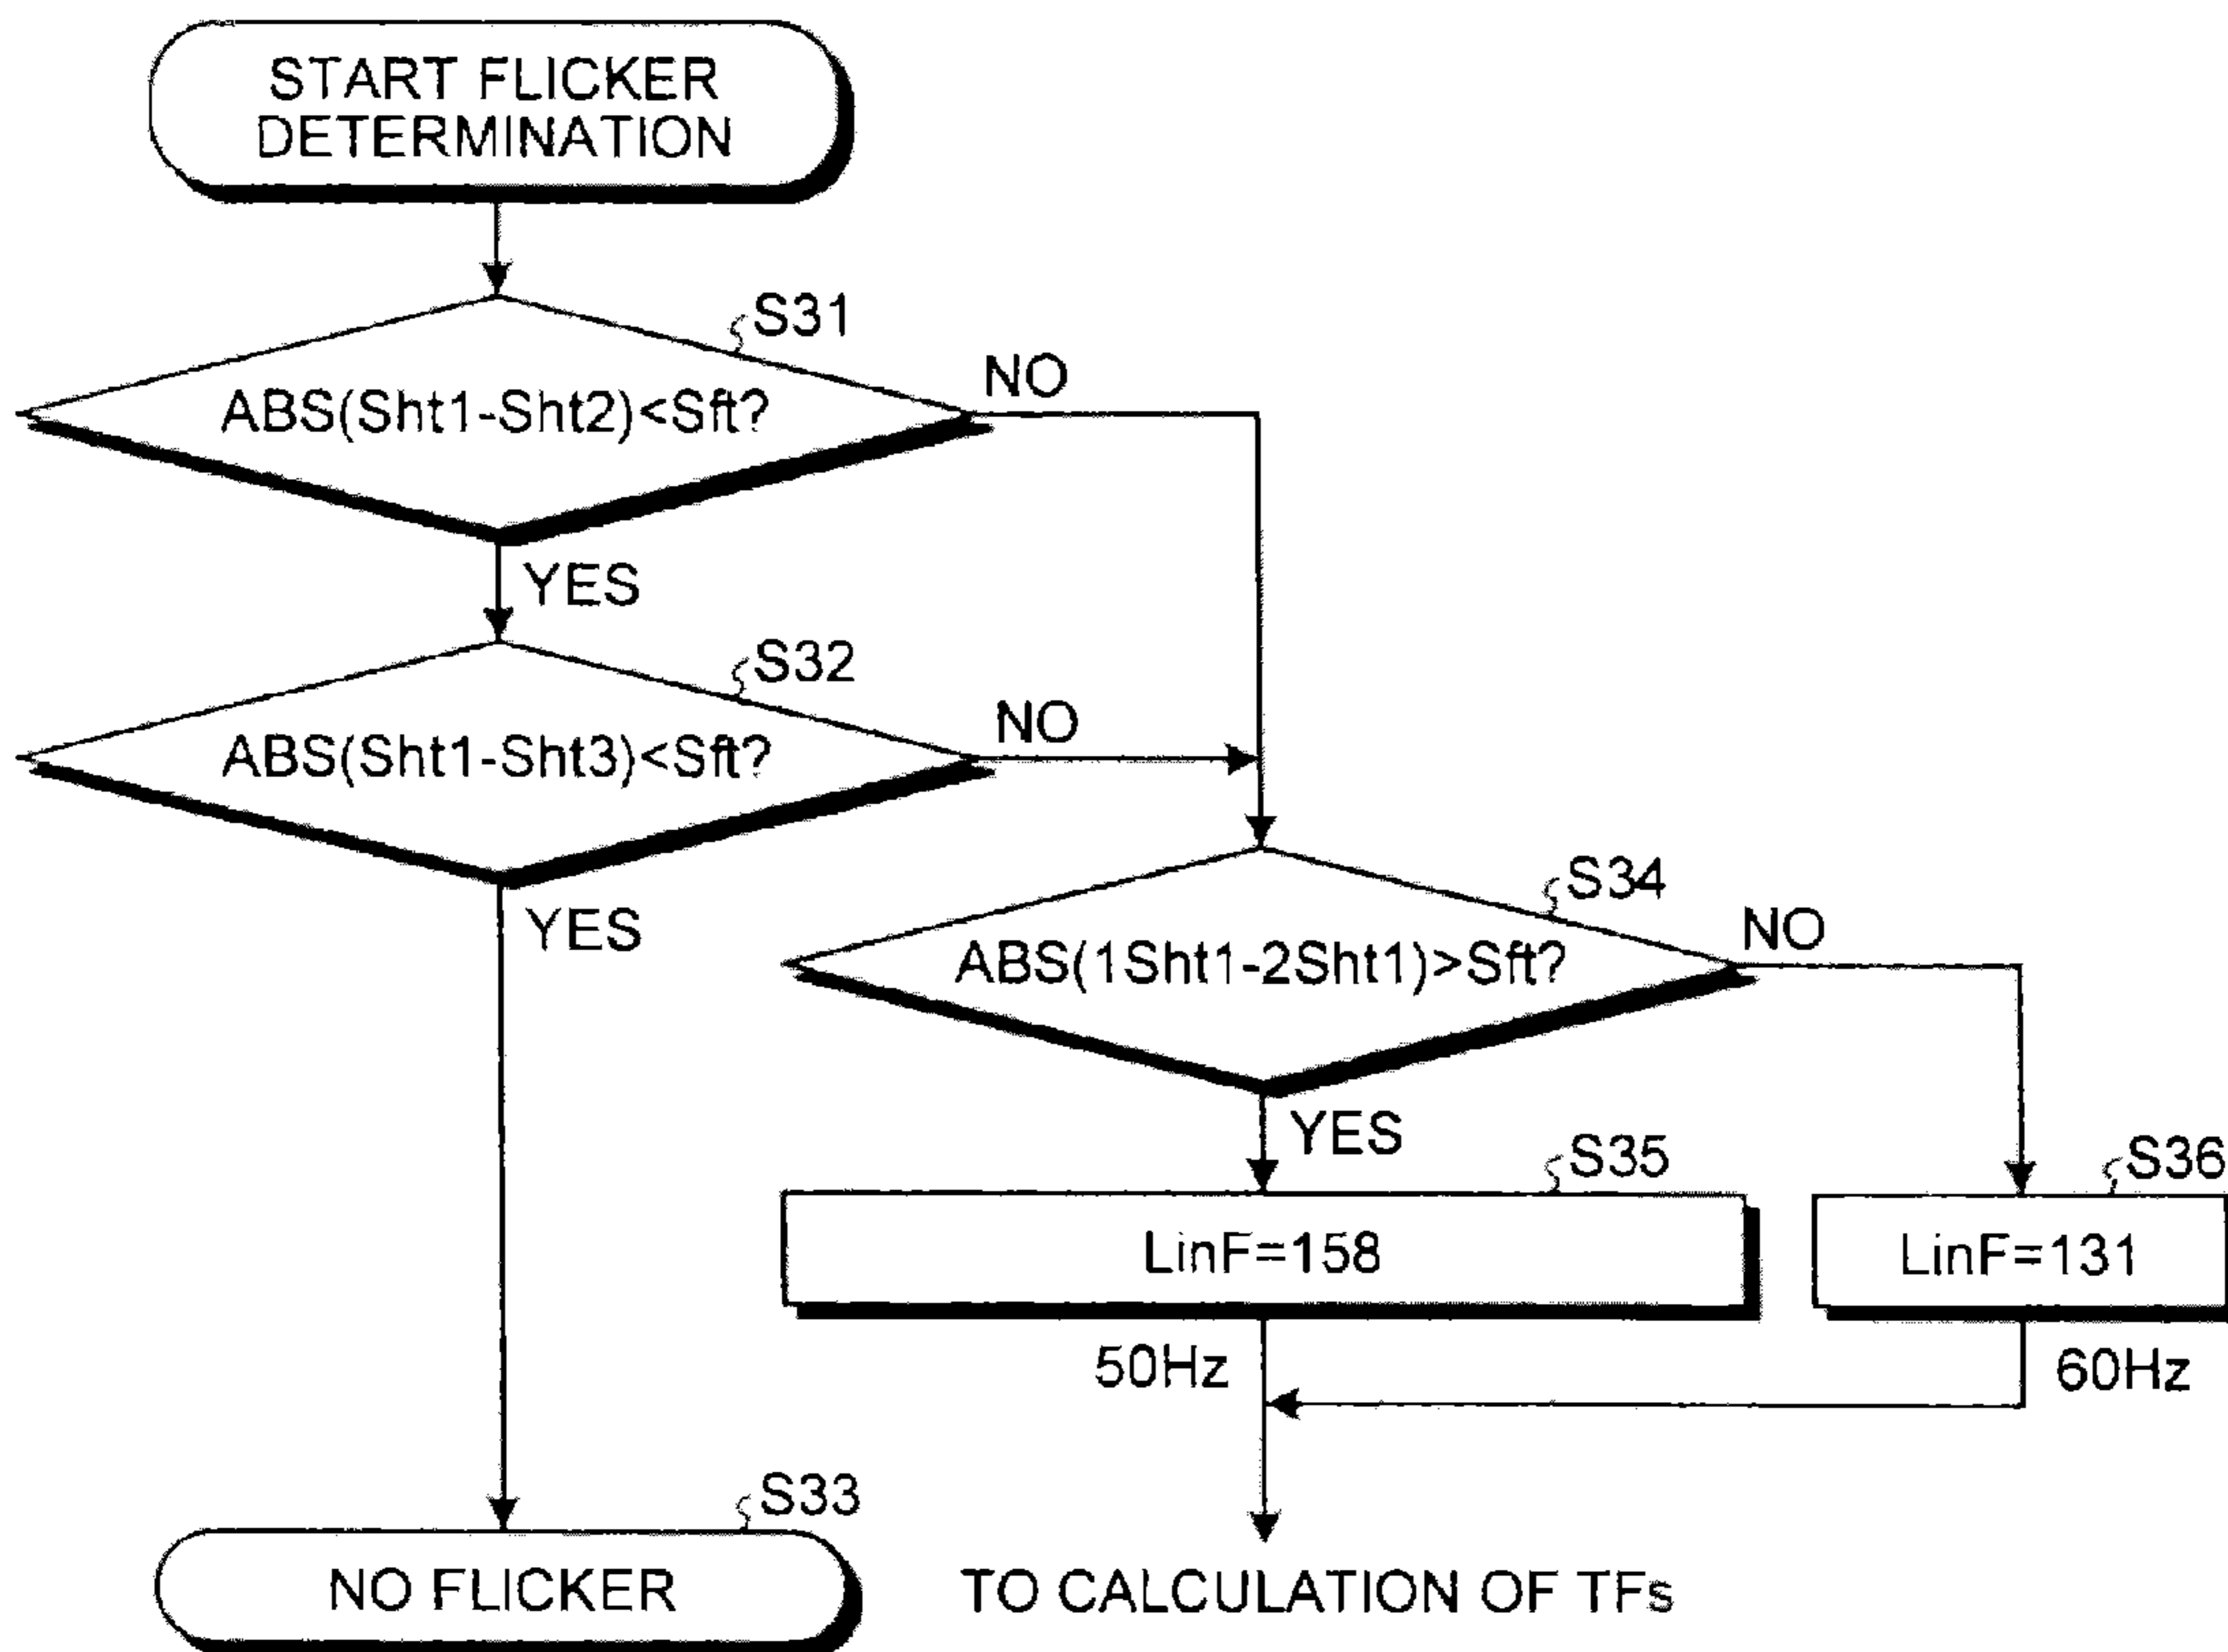 START FLICKER
DETERMINATION
S31
ABS(Sht1-Sht2)<Sft?
NO
YES
S32
ABS(Sht1-Sht3)<Sft?
NO
YES
S34
ABS(1Sht1-2Sht1)>Sft?
NO
YES
S35
LinF=158
S36
LinF=131
50Hz
60Hz
S33
NO FLICKER
TO CALCULATION OF TFs